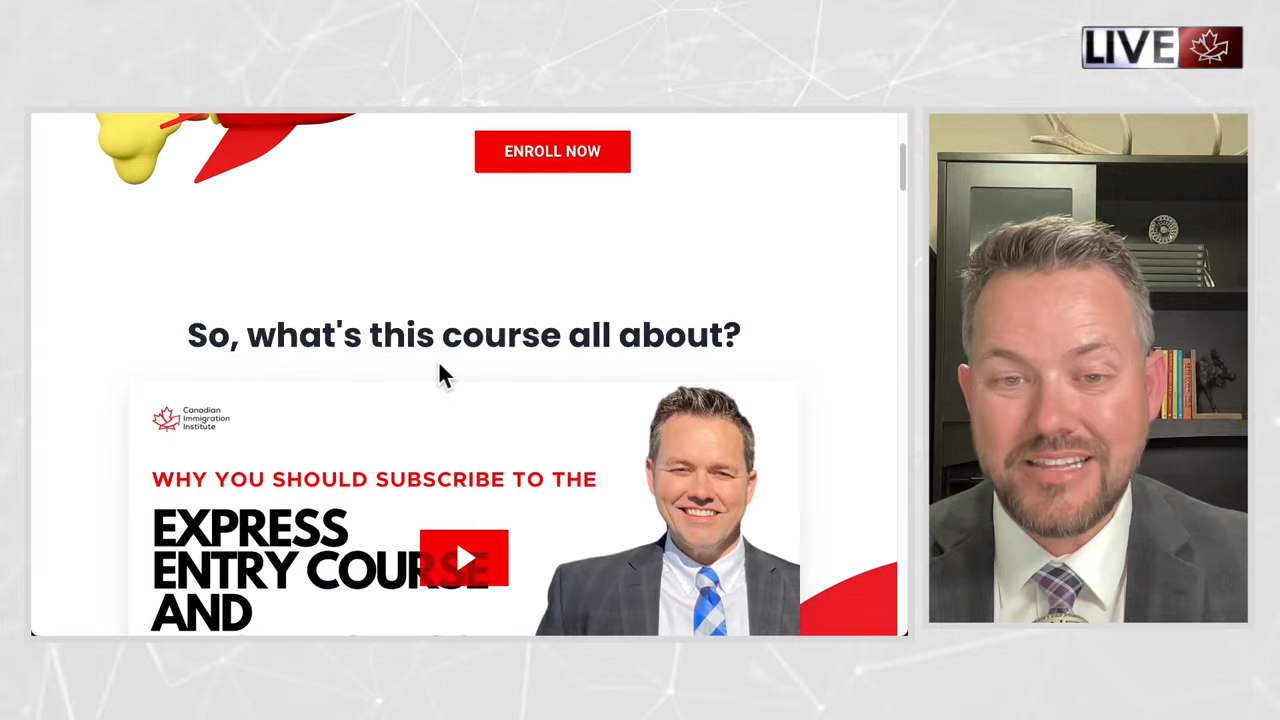 LIVE
ENROLL NOW
So, what's this course all about?
Canadian
Immigration
Institute
WHY YOU SHOULD SUBSCRIBE TO THE
EXPRESS
ENTRY COURSE
AND